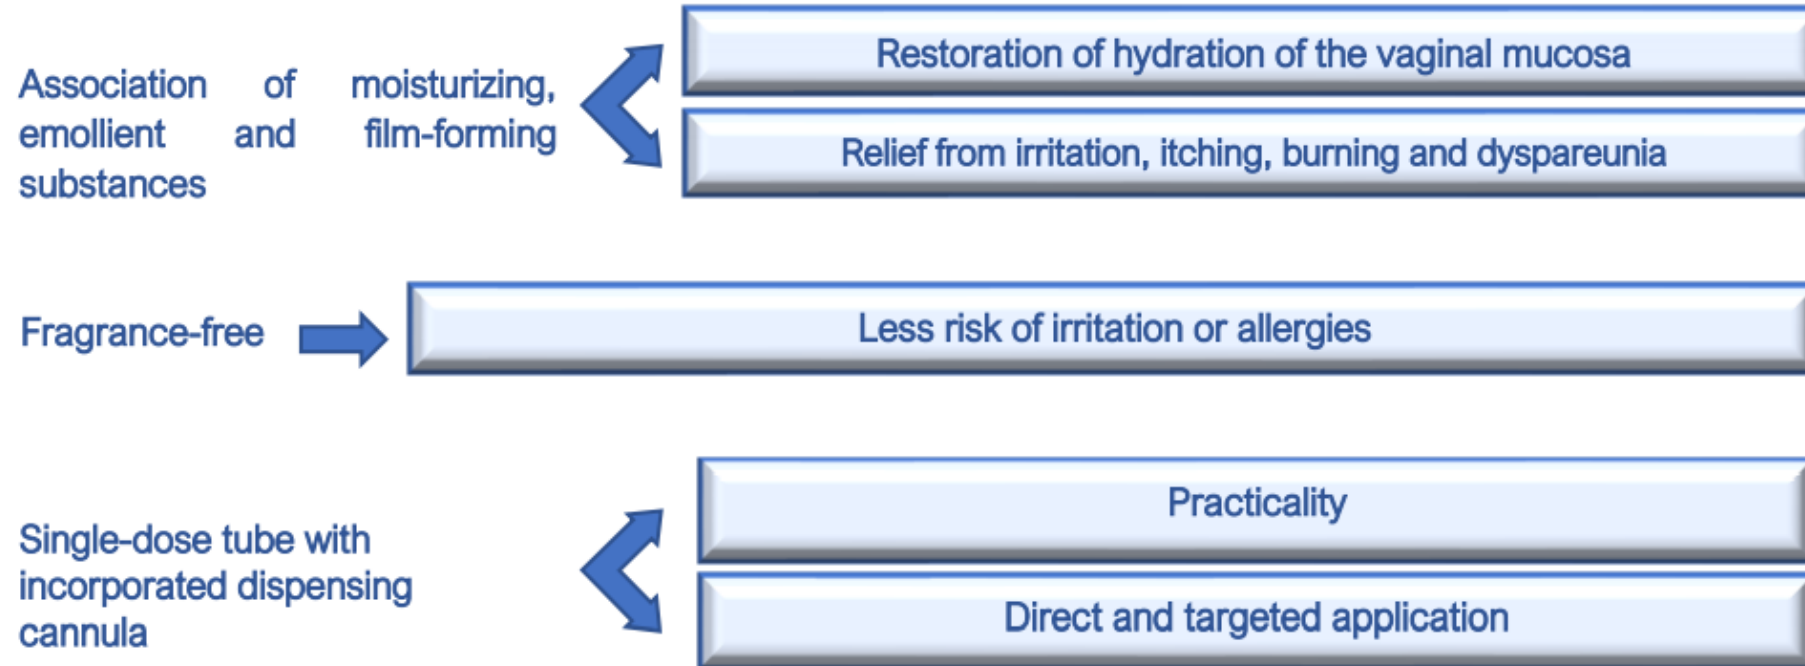 Association of moisturizing,
emollient and film-forming
substances
Restoration of hydration of the vaginal mucosa
Relief from irritation, itching, burning and dyspareunia
Fragrance-free
Less risk of irritation or allergies
Single-dose tube with
incorporated dispensing
cannula
Practicality
Direct and targeted application